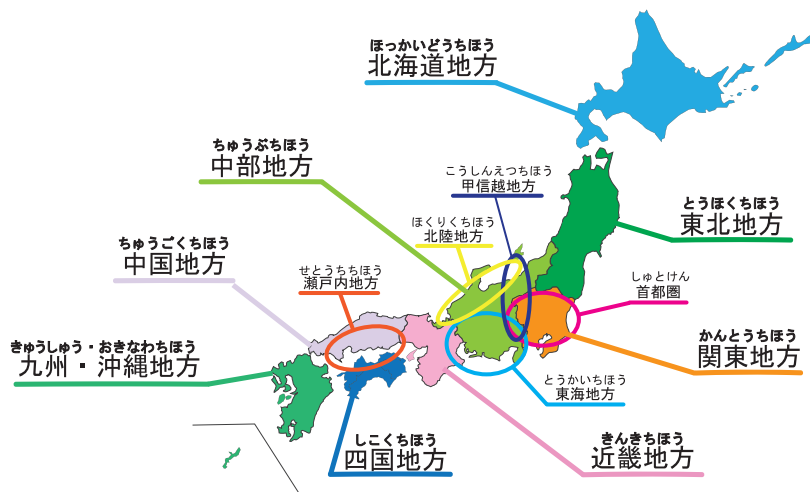 ほっかいどうちほう
北海道地方
ちゅうぶちほう
中部地方
こうしんえつちほう
甲信越地方
とうほくちほう
東北地方
ほくりくちほう
北陸地方
ちゅうごくちほう
中国地方
せとうちちほう
瀬戸内地方
しゅとけん
首都圏
かんとうちほう
関東地方
きゅうしゅう・おきなわちほう
九州・沖縄地方
とうかいちほう
東海地方
しこくちほう
四国地方
きんきちほう
近畿地方